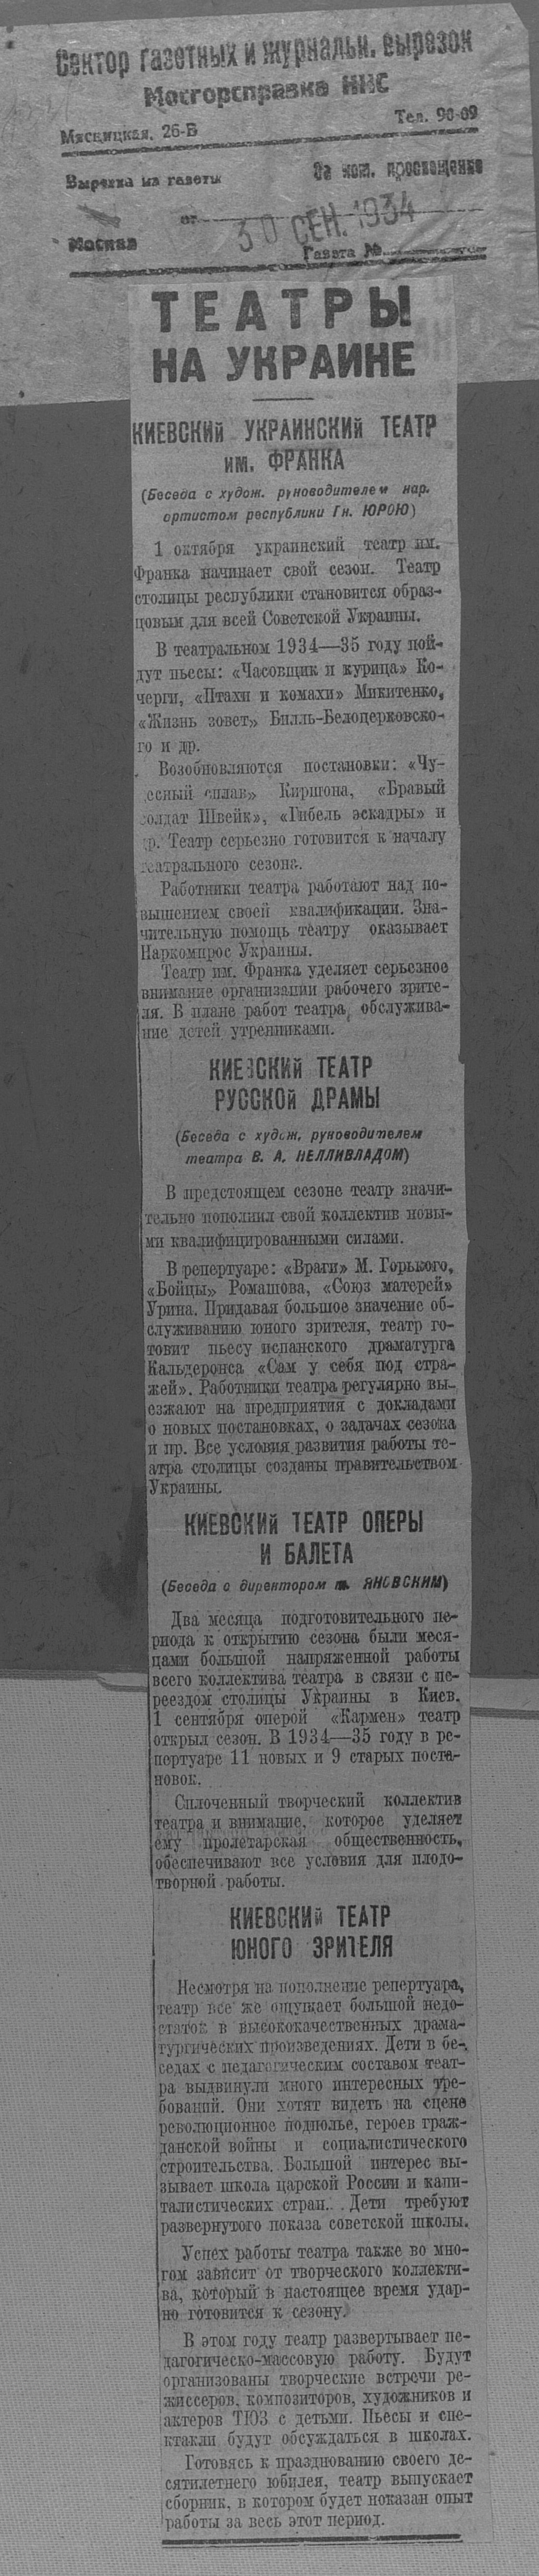 Сектор газетных и журнальн. вырезок
Мосгорсправка НКС
Мясницкая, 26-Б Тел. 96-69
Вырезка из газеты За ком. просвещение
Москва от 30 СЕН. 1934
Газета №
ТЕАТРЫ
НА УКРАИНЕ
КИЕВСКИЙ УКРАИНСКИЙ ТЕАТР
им. ФРАНКА
(Беседа с худож. руководителем нар.
артистом республики Гн. ЮРОЮ)
1 октября украинский театр им.
Франка начинает свой сезон. Театр
столицы республики становится образ-
цовым для всей Советской Украины.
В театральном 1934—35 году пой-
дут пьесы: «Часовщик и курица» Ко-
черги, «Птахи и комахи» Микитенко,
«Жизнь зовет» Билль-Белоцерковско-
го и др.
Возобновляются постановки: «Чу-
десный сплав» Киршона, «Бравый
солдат Швейк», «Гибель эскадры» и
др. Театр серьезно готовится к началу
театрального сезона.
Работники театра работают над по-
вышением своей квалификации. Зна-
чительную помощь театру оказывает
Наркомпрос Украины.
Театр им. Франка уделяет серьезное
внимание организации рабочего зрите-
ля. В плане работ театра, обслужива-
ние детей утренниками.
КИЕВСКИЙ ТЕАТР
РУССКОЙ ДРАМЫ
(Беседа с худож. руководителем
театра В. А. НЕЛЛИВЛАДОМ)
В предстоящем сезоне театр значи-
тельно пополнил свой коллектив новы-
ми квалифицированными силами.
В репертуаре: «Враги» М. Горького,
«Бойцы» Ромашова, «Союз матерей»
Урина. Придавая большое значение об-
служиванию юного зрителя, театр го-
товит пьесу испанского драматурга
Кальдеронса «Сам у себя под стра-
жей». Работники театра регулярно вы-
езжают на предприятия с докладами
о новых постановках, о задачах сезона
и пр. Все условия развития работы те-
атра столицы созданы правительством
Украины.
КИЕВСКИЙ ТЕАТР ОПЕРЫ
И БАЛЕТА
(Беседа с директором т. ЯНОВСКИМ)
Два месяца подготовительного пе-
риода к открытию сезона были меся-
цами большой напряженной работы
всего коллектива театра в связи с пе-
реездом столицы Украины в Киев.
1 сентября оперой «Кармен» театр
открыл сезон. В 1934—35 году в ре-
пертуаре 11 новых и 9 старых поста-
новок.
Сплоченный творческий коллектив
театра и внимание, которое уделяет
ему пролетарская общественность,
обеспечивают все условия для плодо-
творной работы.
КИЕВСКИЙ ТЕАТР
ЮНОГО ЗРИТЕЛЯ
Несмотря на пополнение репертуара,
театр все же ощущает большой недо-
статок в высококачественных драма-
тургических произведениях. Дети в бе-
седах с педагогическим составом теат-
ра выдвинули много интересных тре-
бований. Они хотят видеть на сцене
революционное подполье, героев граж-
данской войны и социалистического
строительства. Большой интерес вы-
зывает школа царской России и капи-
талистических стран. Дети требуют
развернутого показа советской школы.
Успех работы театра также во мно-
гом зависит от творческого коллекти-
ва, который в настоящее время удар-
но готовится к сезону.
В этом году театр развертывает пе-
дагогическо-массовую работу. Будут
организованы творческие встречи ре-
жиссеров, композиторов, художников и
актеров ТЮЗ с детьми. Пьесы и спе-
ктакли будут обсуждаться в школах.
Готовясь к празднованию своего де-
сятилетнего юбилея, театр выпускает
сборник, в котором будет показан опыт
работы за весь этот период.